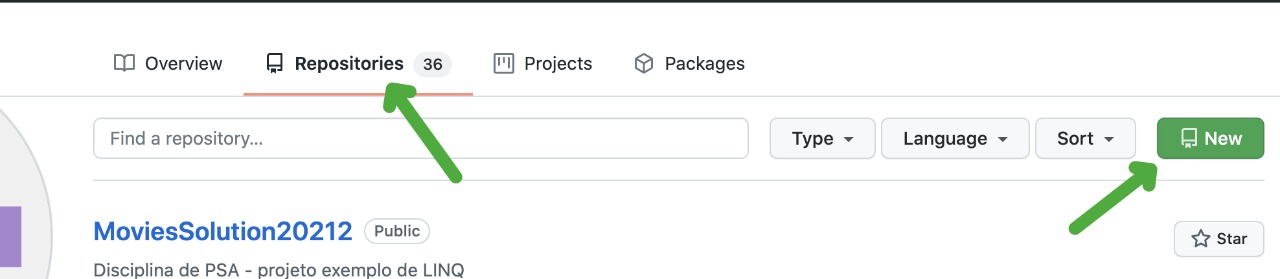 Overview Repositories 36 Projects Packages
Find a repository... Type Language Sort New
MoviesSolution20212 Public
Star
Disciplina de PSA - projeto exemplo de LINQ